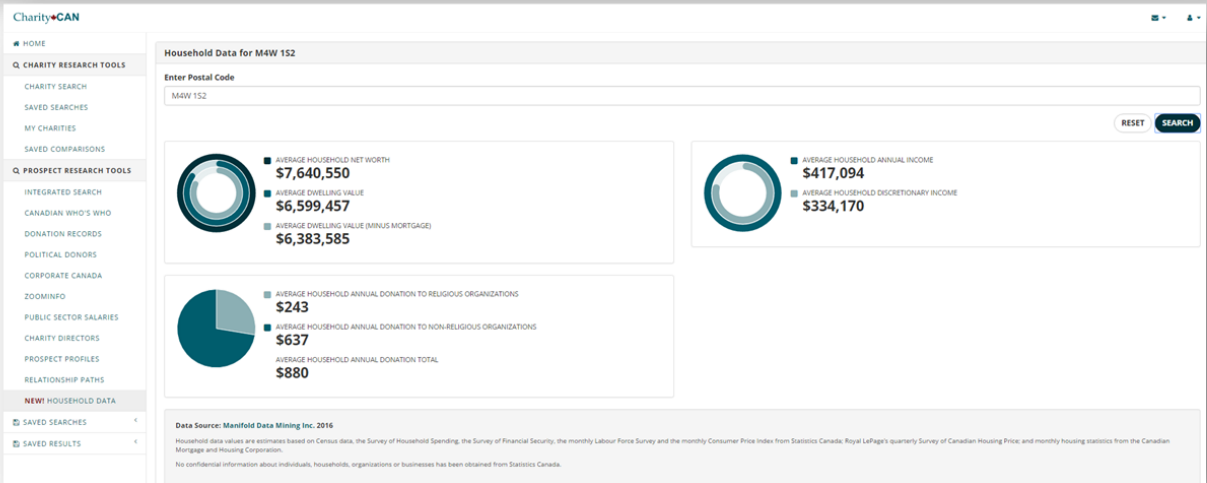 Charity CAN
HOME
CHARITY RESEARCH TOOLS
CHARITY SEARCH
SAVED SEARCHES
MY CHARITIES
SAVED COMPARISONS
PROSPECT RESEARCH TOOLS
INTEGRATED SEARCH
CANADIAN WHO'S WHO
DONATION RECORDS
POLITICAL DONORS
CORPORATE CANADA
ZOOMINFO
PUBLIC SECTOR SALARIES
CHARITY DIRECTORS
PROSPECT PROFILES
RELATIONSHIP PATHS
NEW! HOUSEHOLD DATA
SAVED SEARCHES
SAVED RESULTS
Household Data for M4W 1S2
Enter Postal Code
M4W 1S2
RESET SEARCH
AVERAGE HOUSEHOLD NET WORTH
$7,640,550
AVERAGE DWELLING VALUE
$6,599,457
AVERAGE DWELLING VALUE (MINUS MORTGAGE)
$6,383,585
AVERAGE HOUSEHOLD ANNUAL INCOME
$417,094
AVERAGE HOUSEHOLD DISCRETIONARY INCOME
$334,170
AVERAGE HOUSEHOLD ANNUAL DONATION TO RELIGIOUS ORGANIZATIONS
$243
AVERAGE HOUSEHOLD ANNUAL DONATION TO NON-RELIGIOUS ORGANIZATIONS
$637
AVERAGE HOUSEHOLD ANNUAL DONATION TOTAL
$880
Data Source: Manifold Data Mining Inc. 2016
Household data values are estimates based on Census data, the Survey of Household Spending, the Survey of Financial Security, the monthly Labour Force Survey and the monthly Consumer Price Index from Statistics Canada; Royal LePage's quarterly Survey of Canadian Housing Price; and monthly housing statistics from the Canadian
Mortgage and Housing Corporation.
No confidential information about individuals, households, organizations or businesses has been obtained from Statistics Canada.